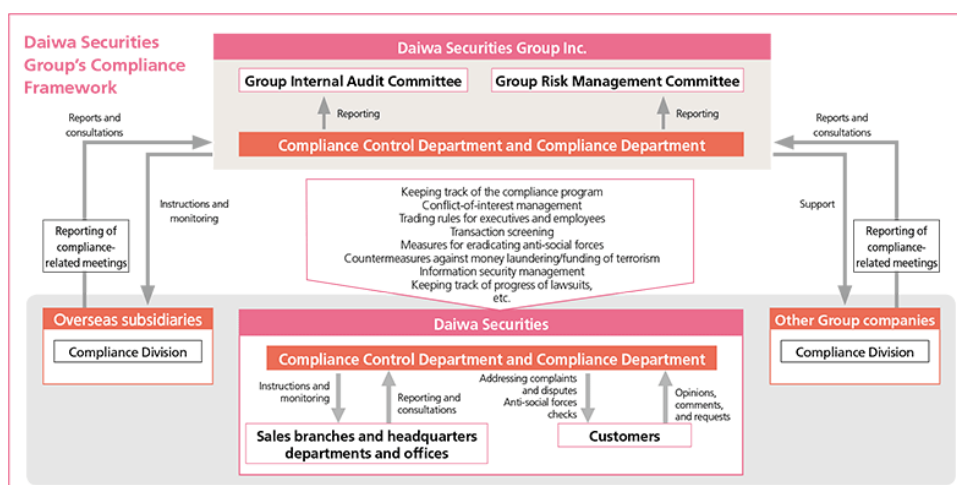 Daiwa Securities
Group's Compliance
Framework
Daiwa Securities Group Inc.
Group Internal Audit Committee
Group Risk Management Committee
Reporting
Reporting
Compliance Control Department and Compliance Department
Reports and
consultations
Reports and
consultations
Instructions and
monitoring
Support
Reporting of
compliance-
related meetings
Reporting of
compliance-
related meetings
Keeping track of the compliance program
Conflict-of-interest management
Trading rules for executives and employees
Transaction screening
Measures for eradicating anti-social forces
Countermeasures against money laundering/funding of terrorism
Information security management
Keeping track of progress of lawsuits,
etc.
Overseas subsidiaries
Compliance Division
Daiwa Securities
Compliance Control Department and Compliance Department
Instructions and
monitoring
Reporting and
consultations
Addressing complaints
and disputes
Anti-social forces
checks
Opinions,
comments,
and requests
Sales branches and headquarters
departments and offices
Customers
Other Group companies
Compliance Division